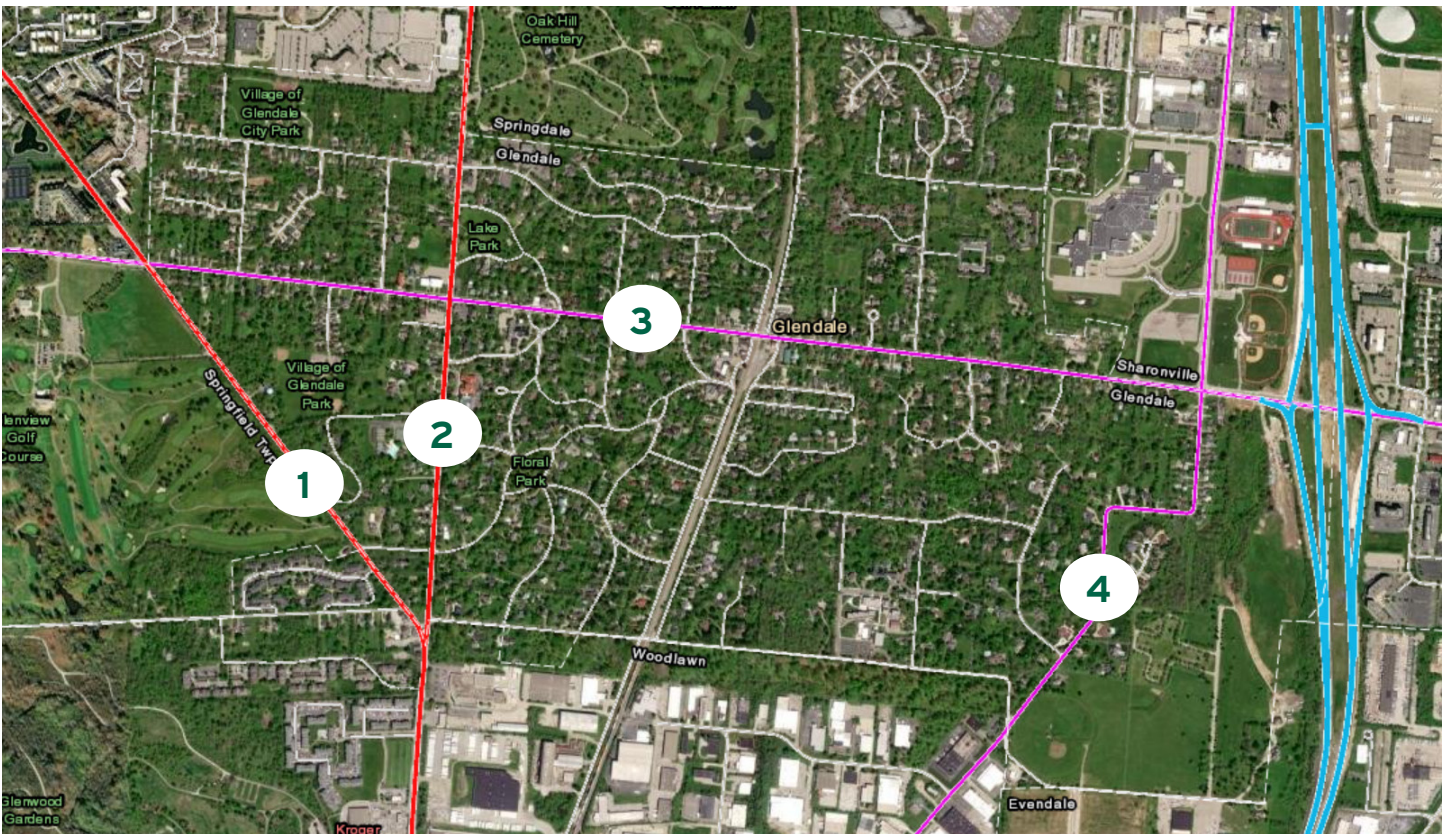 Oak Hill
Cemetery
Village of
Glendale
City Park
Springdale
Glendale
Lake
Park
3
Glendale
Village of
Glendale
Park
Sharonville
Glendale
Springfield Twp
lenview
Golf
Course
2
1
Floral
Park
4
Woodlawn
Glenwood
Gardens
Kroger
Evendale